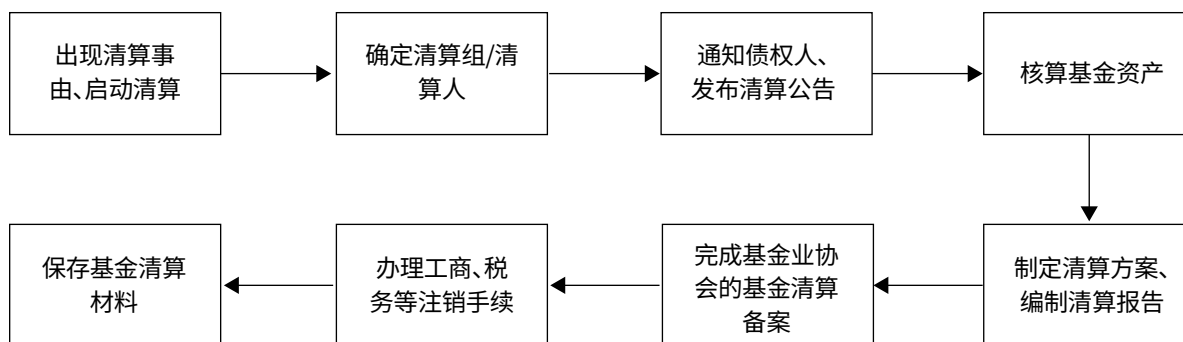 出现清算事
由、启动清算
确定清算组/清
算人
通知债权人、
发布清算公告
核算基金资产
制定清算方案、
编制清算报告
完成基金业协
会的基金清算
备案
办理工商、税
务等注销手续
保存基金清算
材料